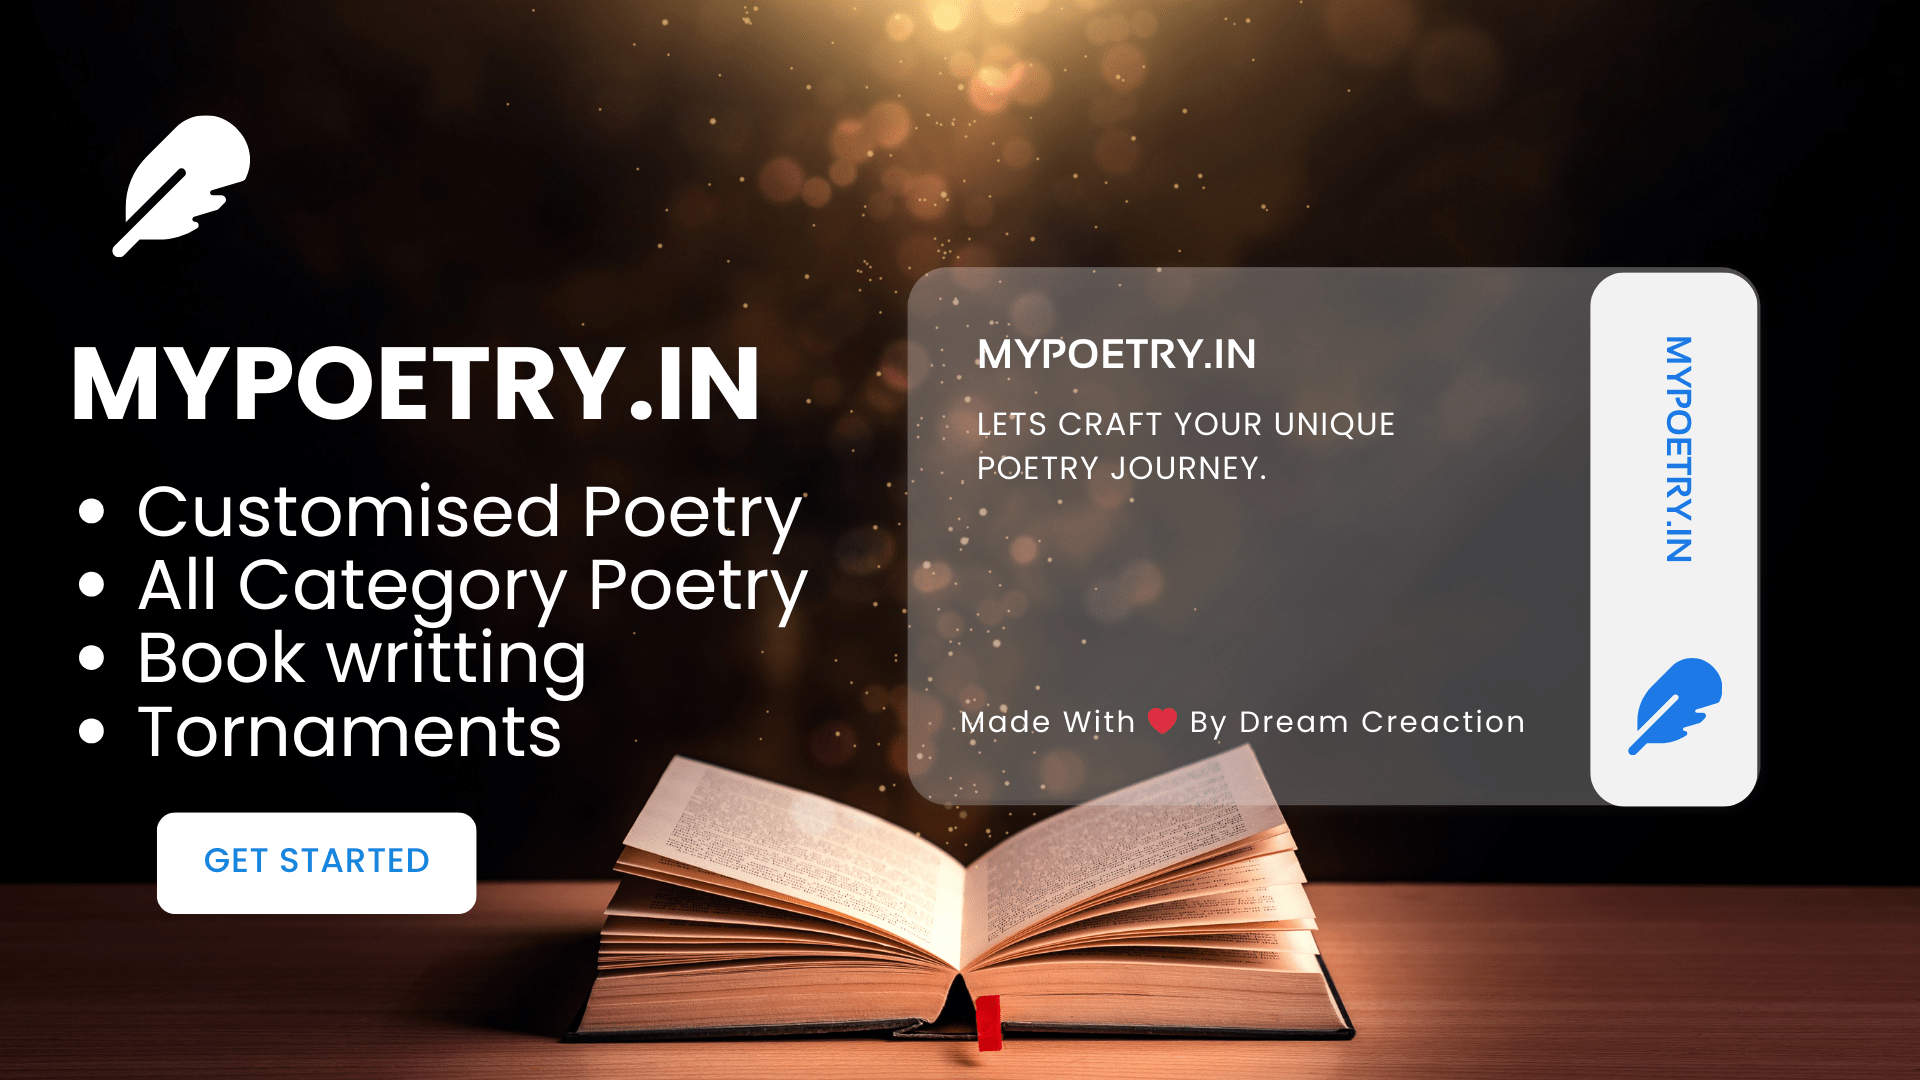 MYPOETRY.IN
• Customised Poetry
• All Category Poetry
• Book writting
• Tornaments
GET STARTED
MYPOETRY.IN
LETS CRAFT YOUR UNIQUE
POETRY JOURNEY.
Made With ❤ By Dream Creaction
MYPOETRY.IN